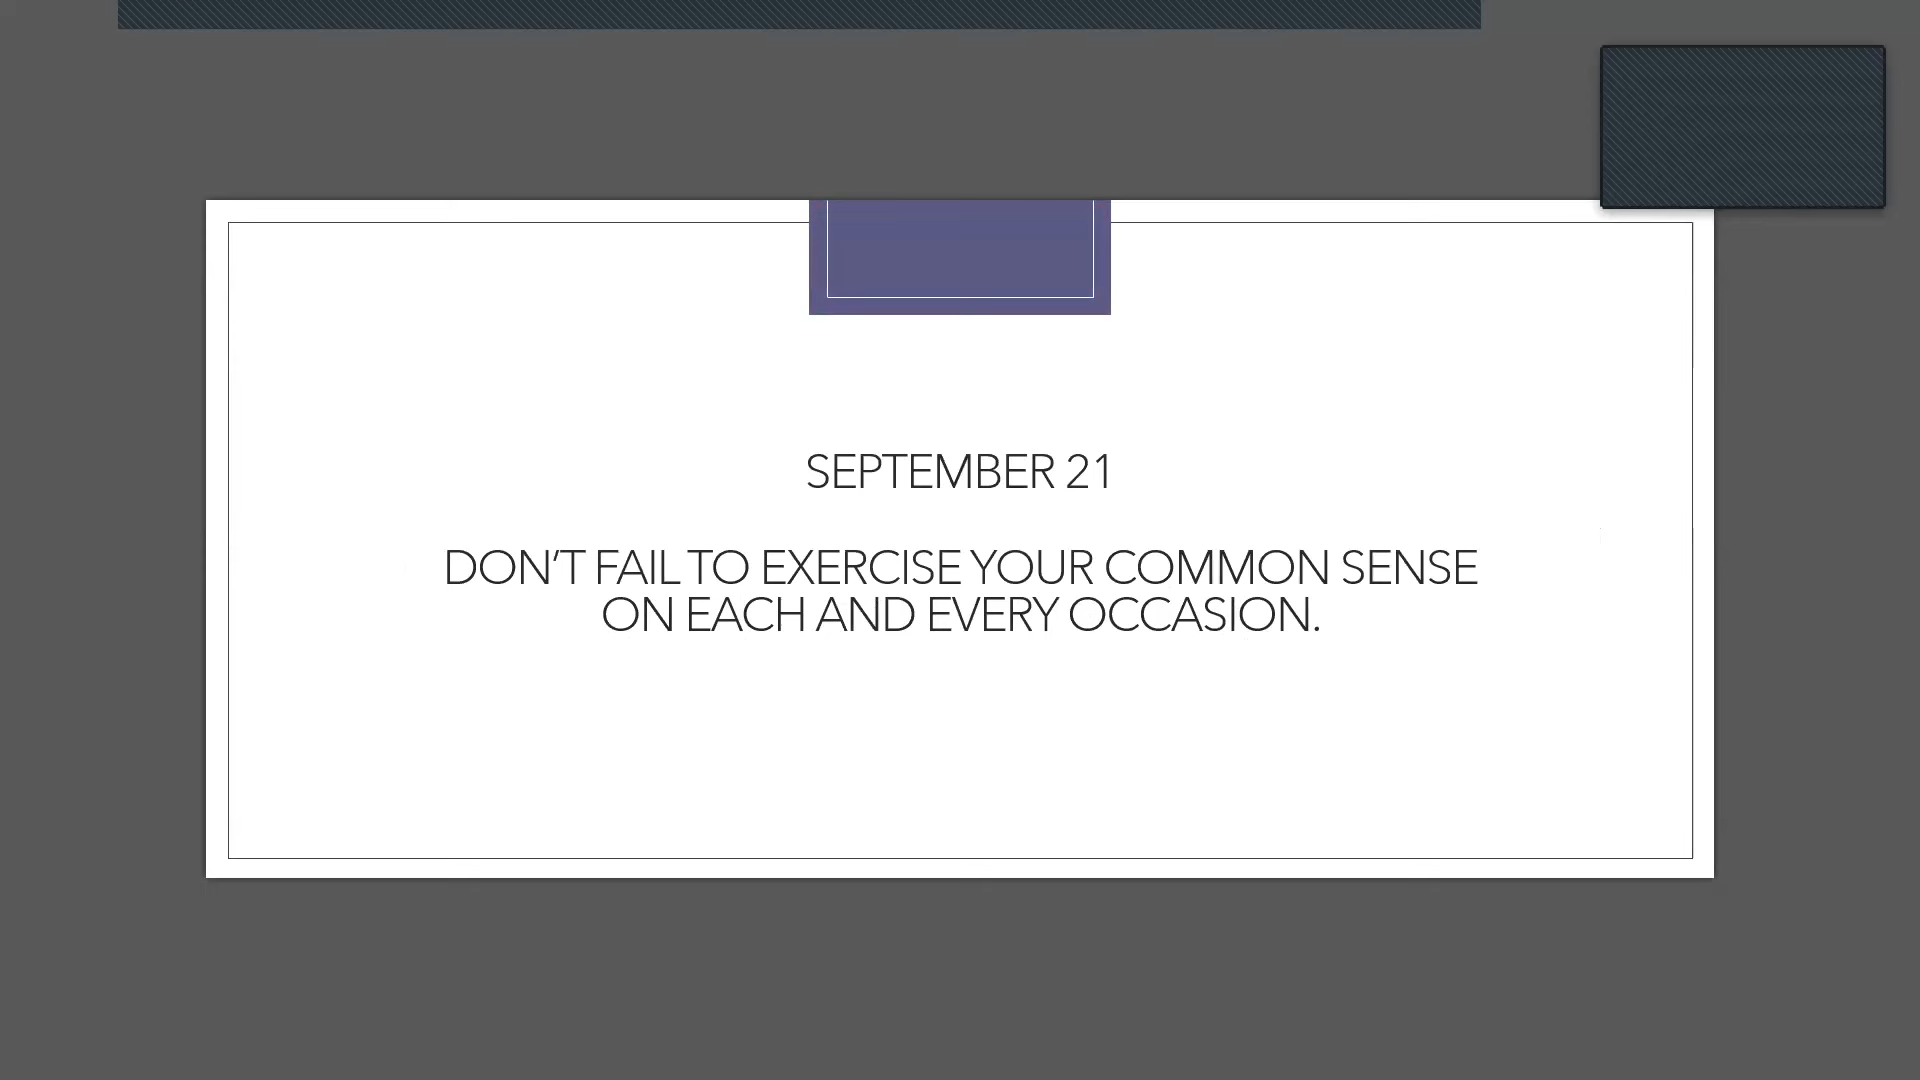 SEPTEMBER 21
DON’T FAIL TO EXERCISE YOUR COMMON SENSE
ON EACH AND EVERY OCCASION.